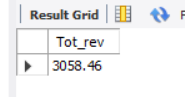 Result Grid
Tot_rev
3058.46